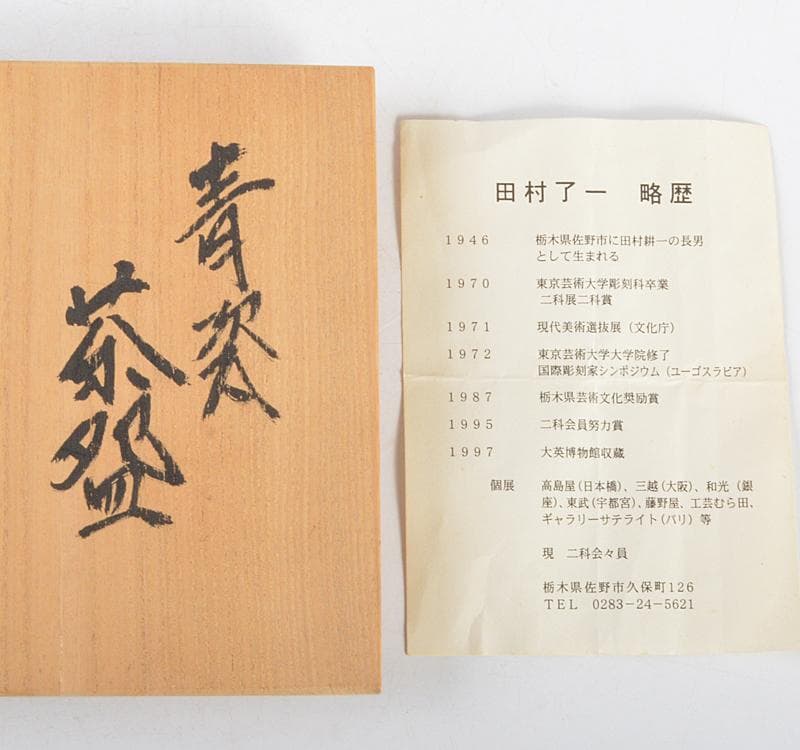 青瓷
茶盌
田村了一 略歴
1946 栃木県佐野市に田村耕一の長男
として生まれる
1970 東京芸術大学彫刻科卒業
二科展二科賞
1971 現代美術選抜展（文化庁）
1972 東京芸術大学大学院修了
国際彫刻家シンポジウム（ユーゴスラビア）
1987 栃木県芸術文化奨励賞
1995 二科会員努力賞
1997 大英博物館収蔵
個展 高島屋（日本橋）、三越（大阪）、和光（銀
座）、東武（宇都宮）、藤野屋、工芸むら田、
ギャラリーサテライト（パリ）等
現 二科会々員
栃木県佐野市久保町126
TEL 0283-24-5621